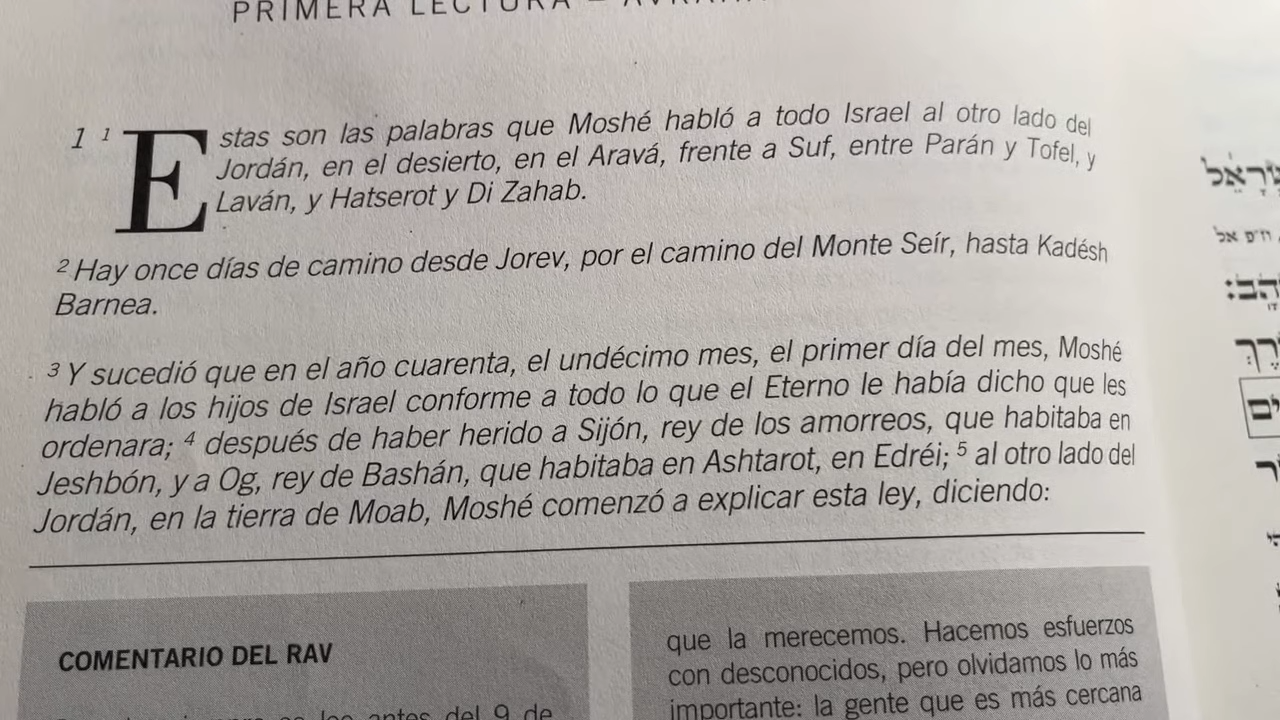 PRIMERA LECTURA –
1 ¹ Estas son las palabras que Moshé habló a todo Israel al otro lado del
Jordán, en el desierto, en el Aravá, frente a Suf, entre Parán y Tofel, y
Laván, y Hatserot y Di Zahab.
² Hay once días de camino desde Jorev, por el camino del Monte Seír, hasta Kadésh
Barnea.
³ Y sucedió que en el año cuarenta, el undécimo mes, el primer día del mes, Moshé
habló a los hijos de Israel conforme a todo lo que el Eterno le había dicho que les
ordenara; ⁴ después de haber herido a Sijón, rey de los amorreos, que habitaba en
Jeshbón, y a Og, rey de Bashán, que habitaba en Ashtarot, en Edréi; ⁵ al otro lado del
Jordán, en la tierra de Moab, Moshé comenzó a explicar esta ley, diciendo:
COMENTARIO DEL RAV
antes del 9 de
que la merecemos. Hacemos esfuerzos
con desconocidos, pero olvidamos lo más
importante: la gente que es más cercana